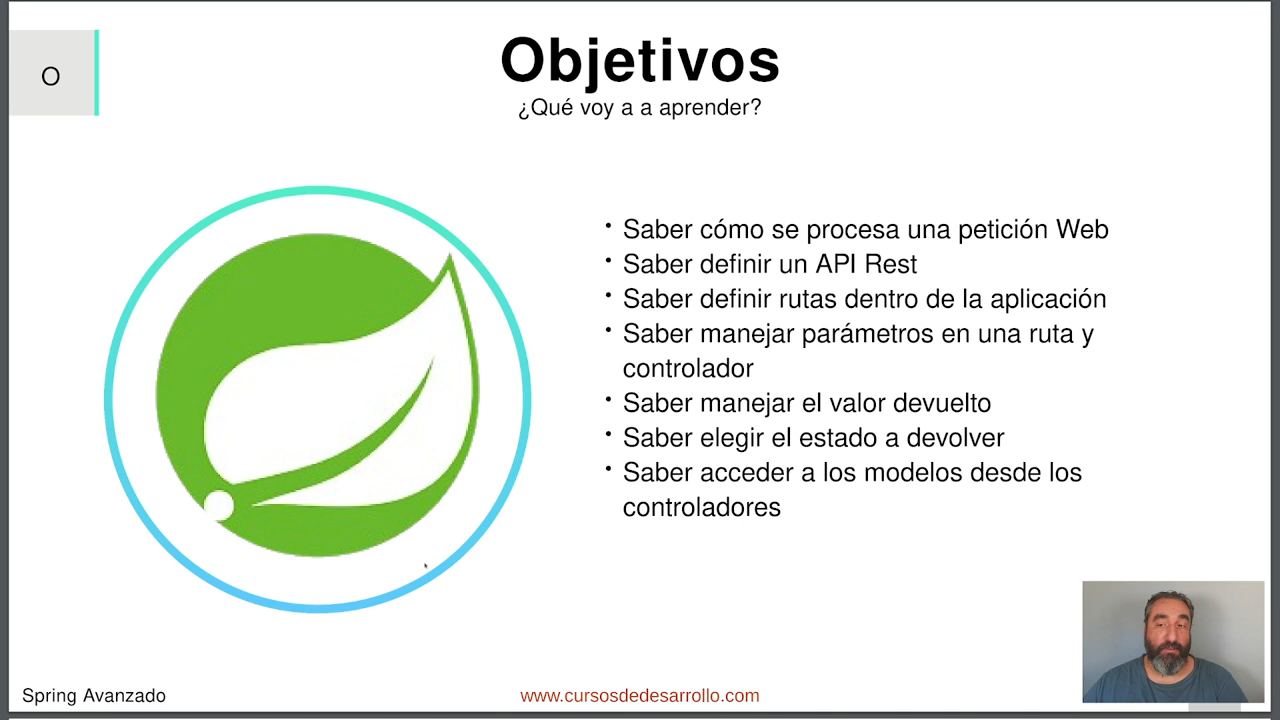 O
Objetivos
¿Qué voy a a aprender?
• Saber cómo se procesa una petición Web
• Saber definir un API Rest
• Saber definir rutas dentro de la aplicación
• Saber manejar parámetros en una ruta y
controlador
• Saber manejar el valor devuelto
• Saber elegir el estado a devolver
• Saber acceder a los modelos desde los
controladores
Spring Avanzado
www.cursosdedesarrollo.com